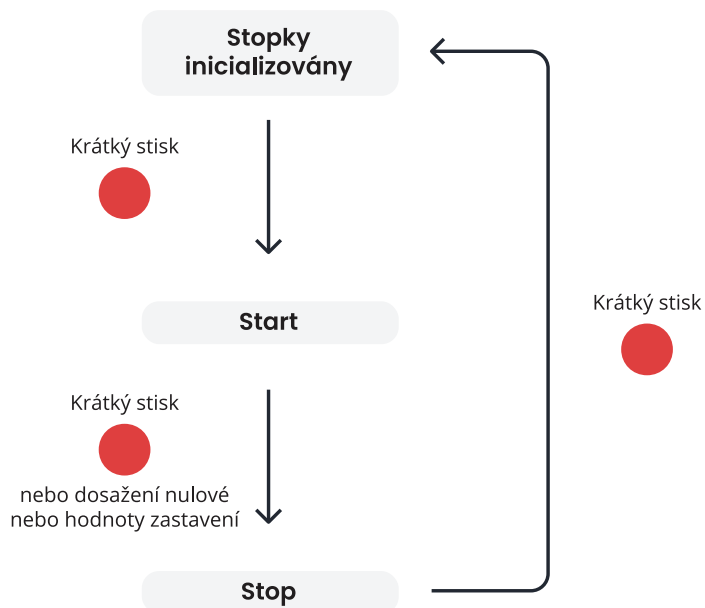 Stopky
inicializovány
Krátký stisk
Start
Krátký stisk
Krátký stisk
nebo dosažení nulové
nebo hodnoty zastavení
Stop